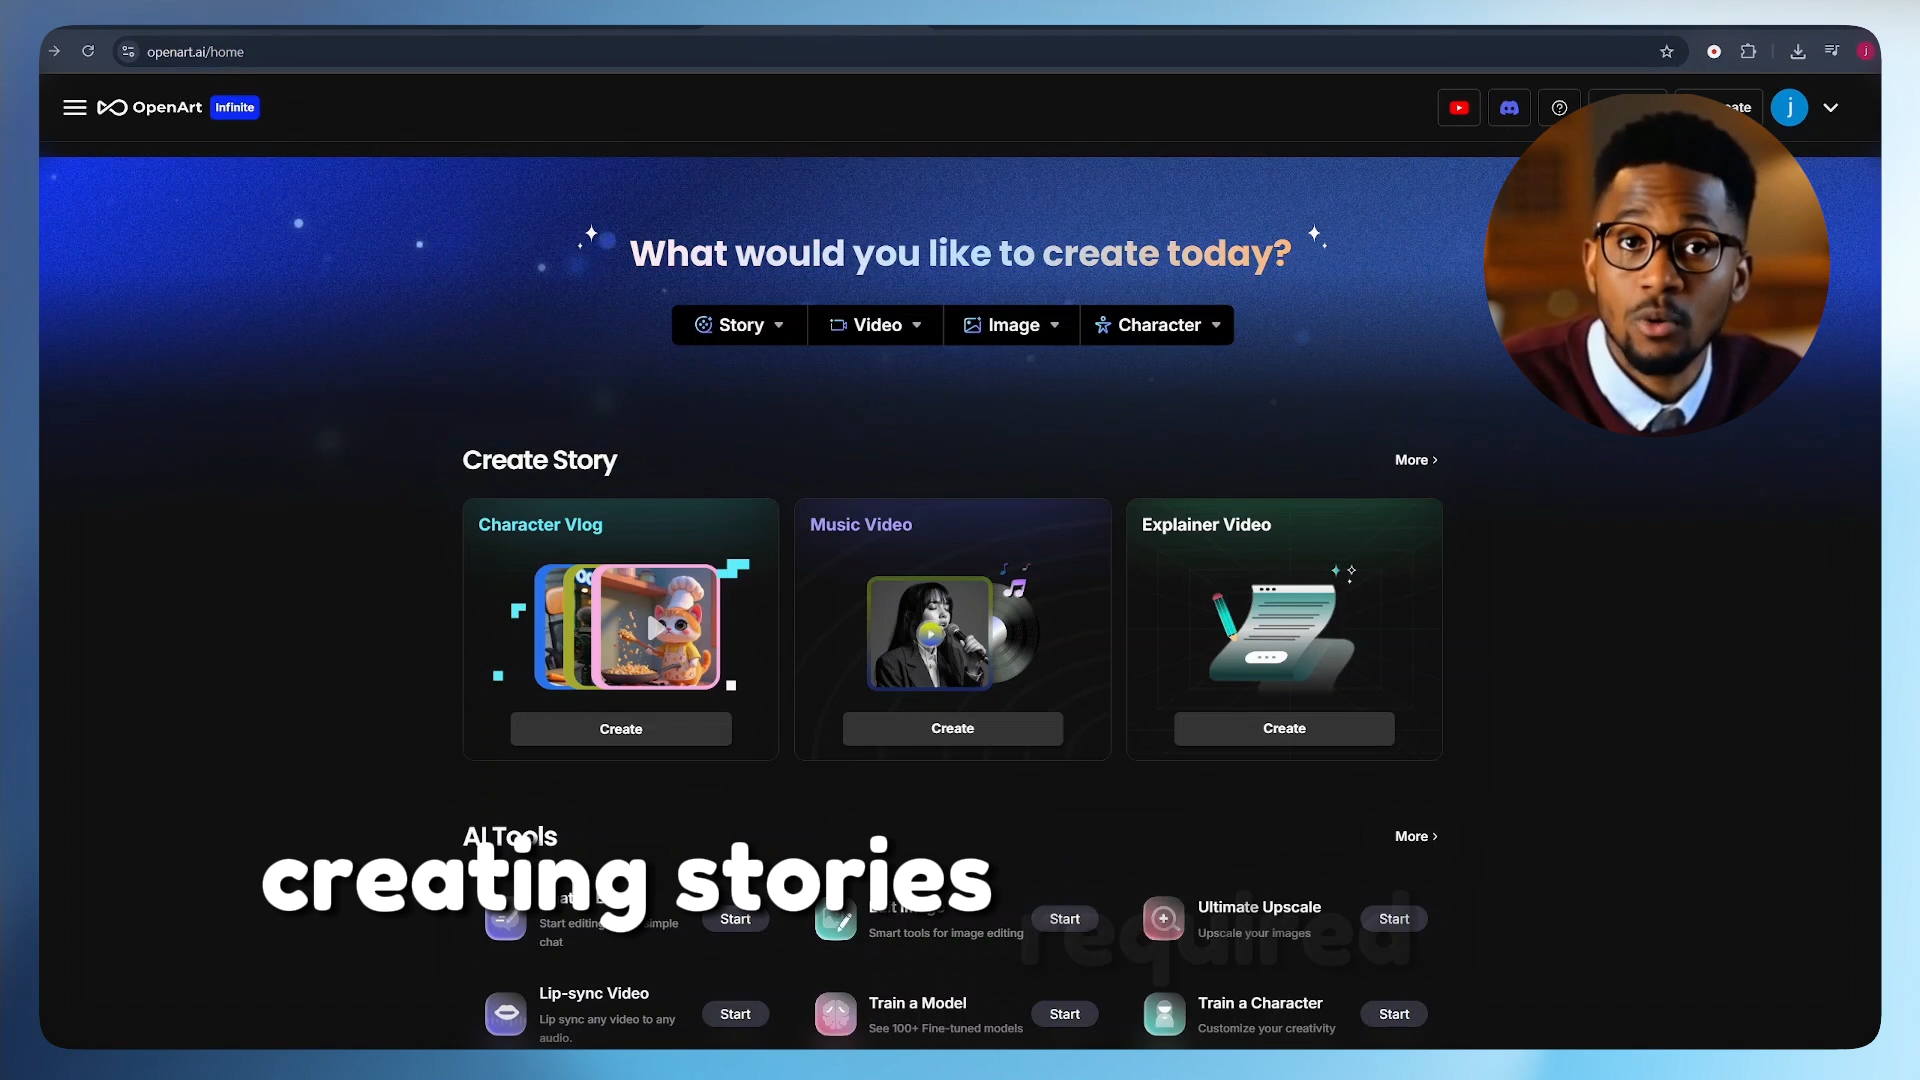 openart.ai/home
j
OpenArt Infinite
j
What would you like to create today?
Story
Video
Image
Character
Create Story
More
Character Vlog
Music Video
Explainer Video
Create
Create
Create
AI Tools
More
creating stories
required
Start editing
simple
chat
Start
Smart tools for image editing
Start
Ultimate Upscale
Upscale your images
Start
Lip-sync Video
Lip sync any video to any
audio.
Start
Train a Model
See 100+ Fine-tuned models
Start
Train a Character
Customize your creativity
Start